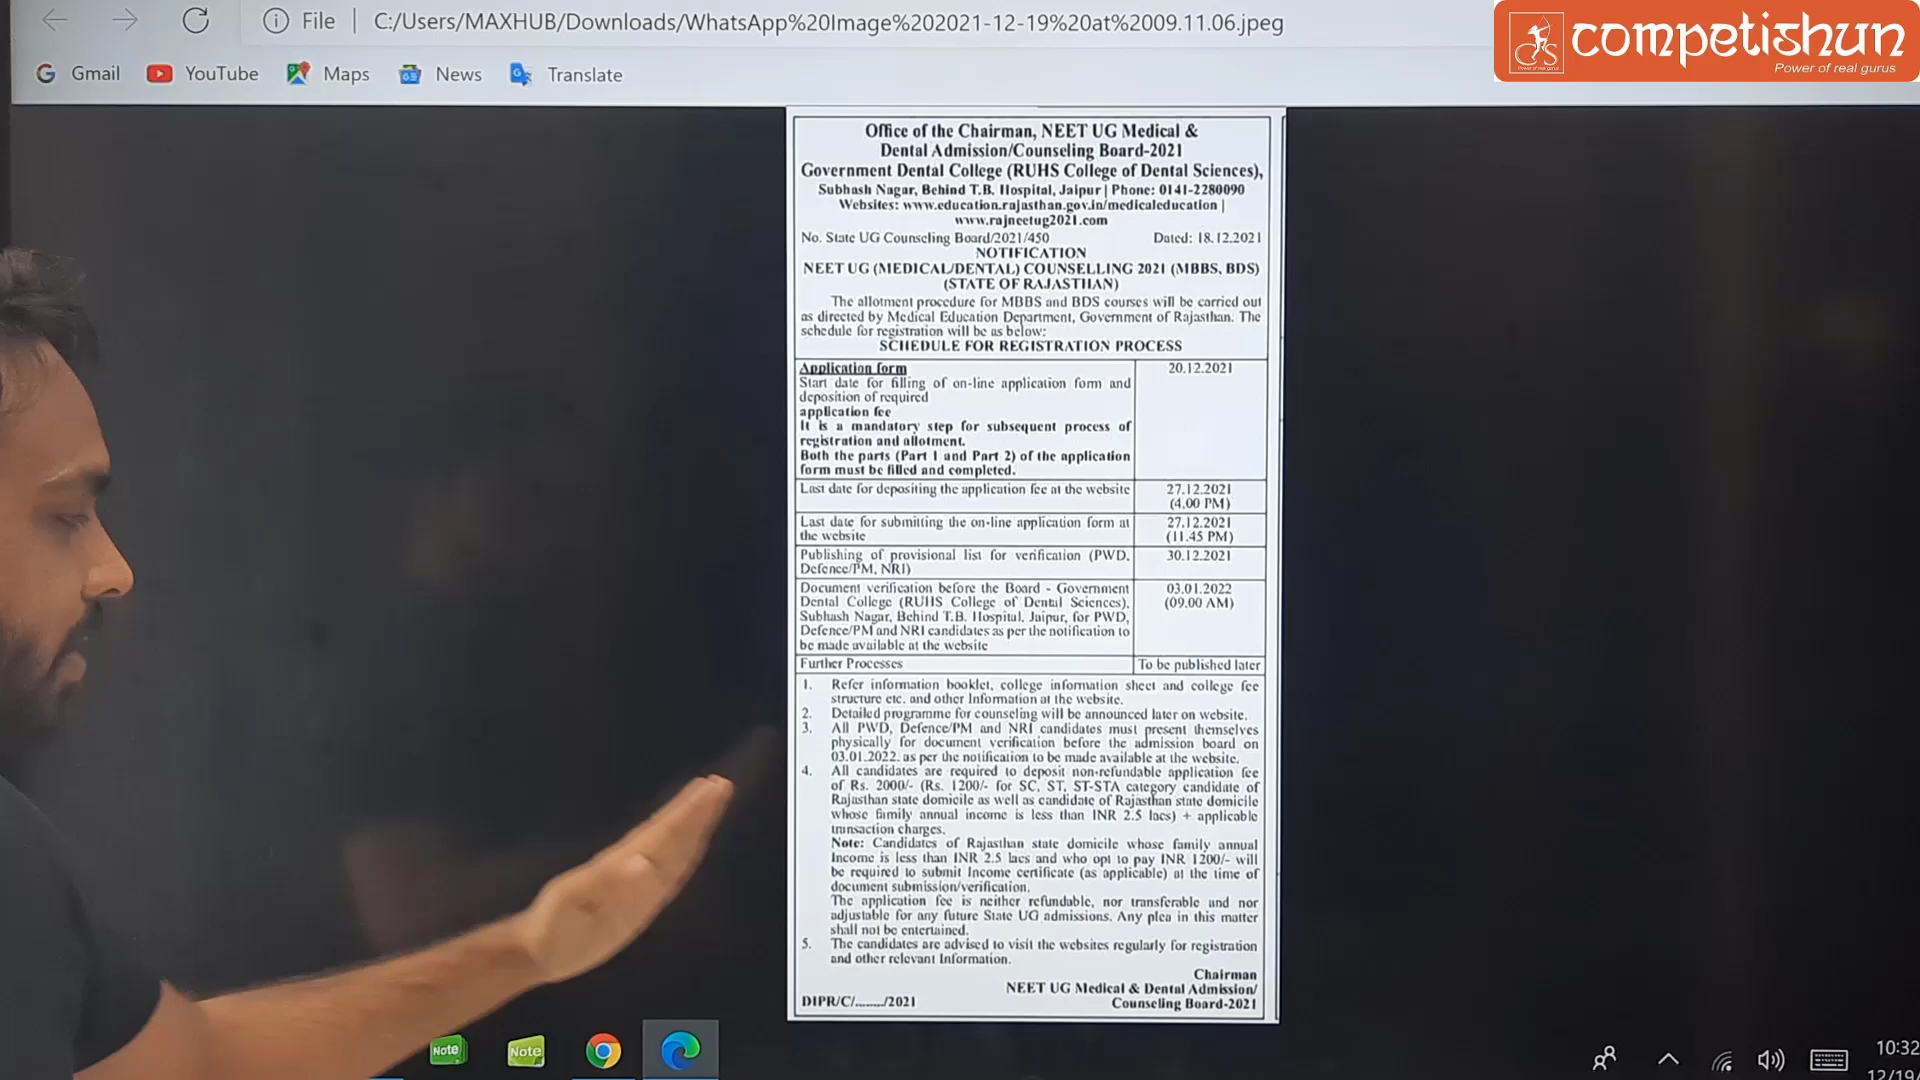 File | C:/Users/MAXHUB/Downloads/WhatsApp%20Image%202021-12-19%20at%2009.11.06.jpeg
competishun
Power of real gurus
Gmail YouTube Maps News Translate
Office of the Chairman, NEET UG Medical &
Dental Admission/Counseling Board-2021
Government Dental College (RUHS College of Dental Sciences),
Subhash Nagar, Behind T.B. Hospital, Jaipur | Phone: 0141-2280090
Websites: www.education.rajasthan.gov.in/medicaleducation |
www.rajneetug2021.com
No. State UG Counseling Board/2021/450 Dated: 18.12.2021
NOTIFICATION
NEET UG (MEDICAL/DENTAL) COUNSELLING 2021 (MBBS, BDS)
(STATE OF RAJASTHAN)
The allotment procedure for MBBS and BDS courses will be carried out
as directed by Medical Education Department, Government of Rajasthan. The
schedule for registration will be as below:
SCHEDULE FOR REGISTRATION PROCESS
Application form 20.12.2021
Start date for filling of on-line application form and
deposition of required
application fee
It is a mandatory step for subsequent process of
registration and allotment.
Both the parts (Part 1 and Part 2) of the application
form must be filled and completed.
Last date for depositing the application fee at the website 27.12.2021
(4.00 PM)
Last date for submitting the on-line application form at 27.12.2021
the website (11.45 PM)
Publishing of provisional list for verification (PWD, 30.12.2021
Defence/PM, NRI)
Document verification before the Board - Government 03.01.2022
Dental College (RUHS College of Dental Sciences), (09.00 AM)
Subhash Nagar, Behind T.B. Hospital, Jaipur, for PWD,
Defence/PM and NRI candidates as per the notification to
be made available at the website
Further Processes To be published later
1. Refer information booklet, college information sheet and college fee
structure etc. and other Information at the website.
2. Detailed programme for counseling will be announced later on website.
3. All PWD, Defence/PM and NRI candidates must present themselves
physically for document verification before the admission board on
03.01.2022. as per the notification to be made available at the website.
4. All candidates are required to deposit non-refundable application fee
of Rs. 2000/- (Rs. 1200/- for SC, ST, ST-STA category candidate of
Rajasthan state domicile as well as candidate of Rajasthan state domicile
whose family annual income is less than INR 2.5 lacs) + applicable
transaction charges.
Note: Candidates of Rajasthan state domicile whose family annual
Income is less than INR 2.5 lacs and who opt to pay INR 1200/- will
be required to submit Income certificate (as applicable) at the time of
document submission/verification.
The application fee is neither refundable, nor transferable and nor
adjustable for any future State UG admissions. Any plea in this matter
shall not be entertained.
5. The candidates are advised to visit the websites regularly for registration
and other relevant Information.
Chairman
NEET UG Medical & Dental Admission/
DIPR/C/......../2021 Counseling Board-2021
Note Note
10:32
12/19/